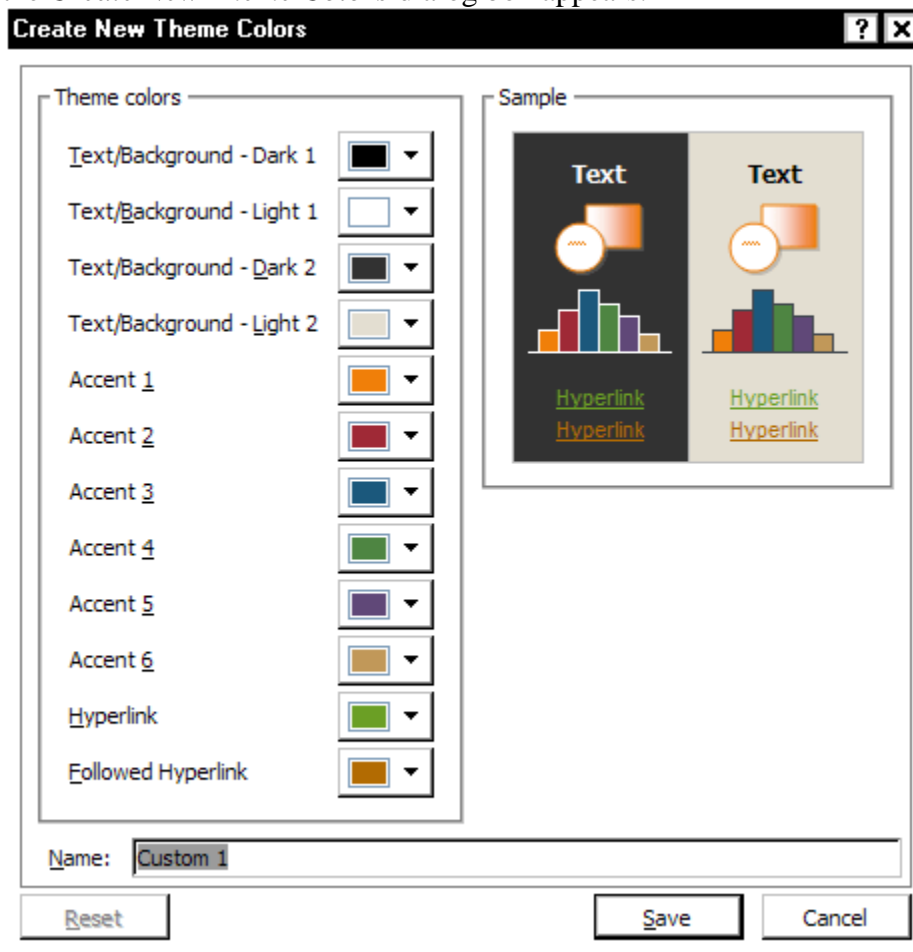 Create New Theme Colors
Theme colors
Text/Background - Dark 1
Text/Background - Light 1
Text/Background - Dark 2
Text/Background - Light 2
Accent 1
Accent 2
Accent 3
Accent 4
Accent 5
Accent 6
Hyperlink
Followed Hyperlink
Sample
Text Text
Hyperlink Hyperlink
Hyperlink Hyperlink
Name: Custom 1
Reset Save Cancel